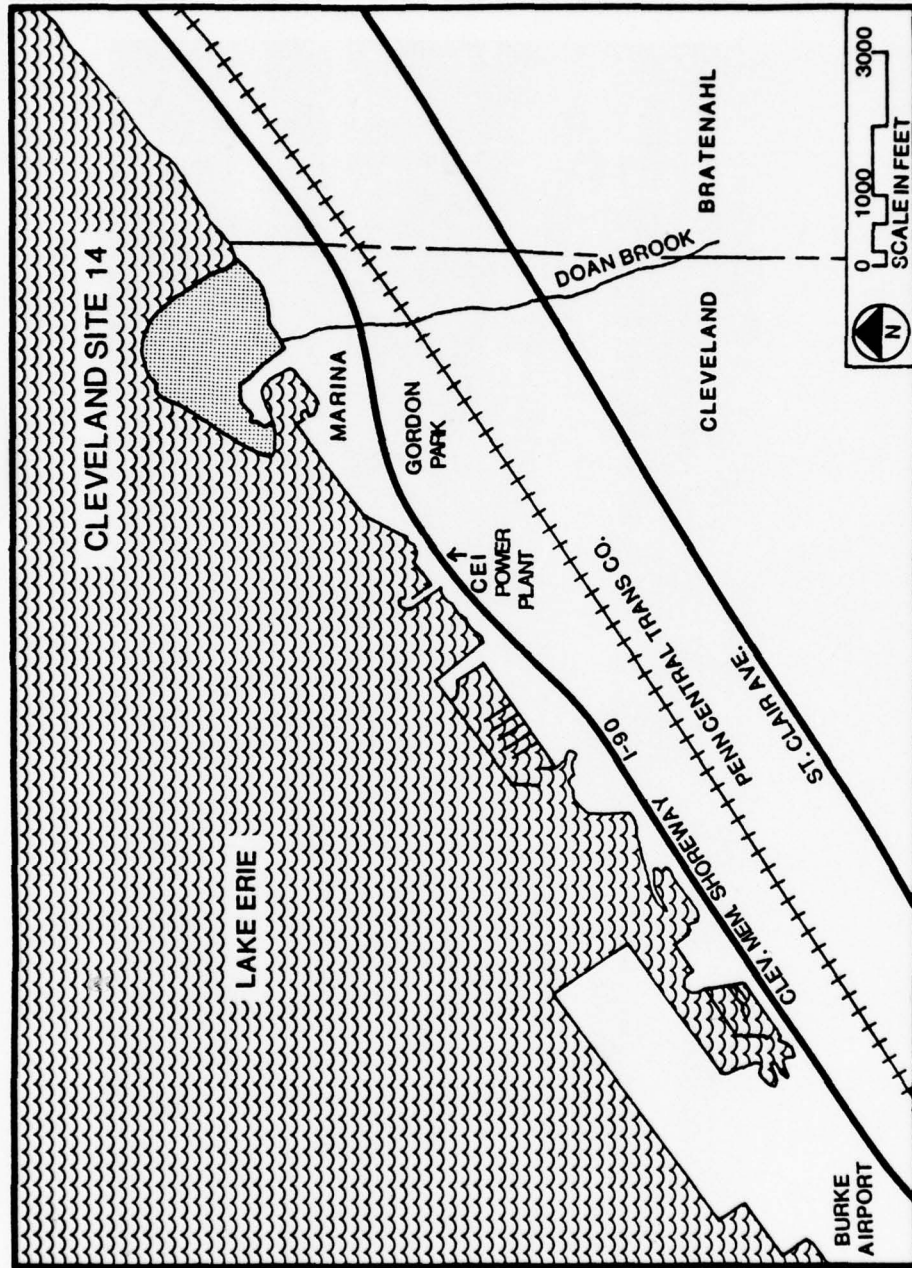 CLEVELAND SITE 14
LAKE ERIE
MARINA
GORDON
PARK
CEI
POWER
PLANT
DOAN BROOK
BRATENAHL
CLEVELAND
I-90
CLEV. MEM. SHOREWAY
PENN CENTRAL TRANS CO.
ST. CLAIR AVE.
BURKE
AIRPORT
N
0 1000 3000
SCALE IN FEET